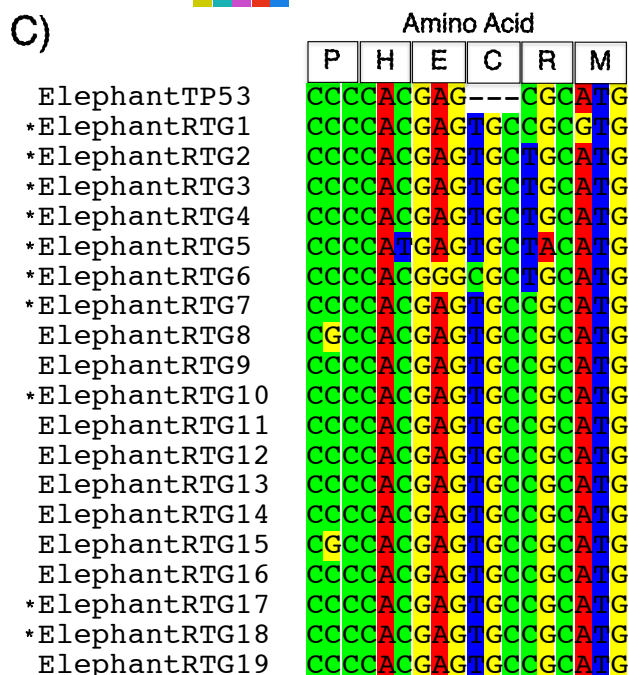 C)
Amino Acid
P H E C R M
ElephantTP53 CCCCACGAG---CGCATG
*ElephantRTG1 CCCCACGAGTGCCGCGTG
*ElephantRTG2 CCCCACGAGTGCTGCATG
*ElephantRTG3 CCCCACGAGTGCTGCATG
*ElephantRTG4 CCCCACGAGTGCTGCATG
*ElephantRTG5 CCCCATGAGTGCTACATG
*ElephantRTG6 CCCCACGGGCGCTGCATG
*ElephantRTG7 CCCCACGAGTGCCGCATG
ElephantRTG8 CGCCACGAGTGCCGCATG
ElephantRTG9 CCCCACGAGTGCCGCATG
*ElephantRTG10 CCCCACGAGTGCCGCATG
ElephantRTG11 CCCCACGAGTGCCGCATG
ElephantRTG12 CCCCACGAGTGCCGCATG
ElephantRTG13 CCCCACGAGTGCCGCATG
ElephantRTG14 CCCCACGAGTGCCGCATG
ElephantRTG15 CGCCACGAGTGCCGCATG
ElephantRTG16 CCCCACGAGTGCCGCATG
*ElephantRTG17 CCCCACGAGTGCCGCATG
*ElephantRTG18 CCCCACGAGTGCCGCATG
ElephantRTG19 CCCCACGAGTGCCGCATG